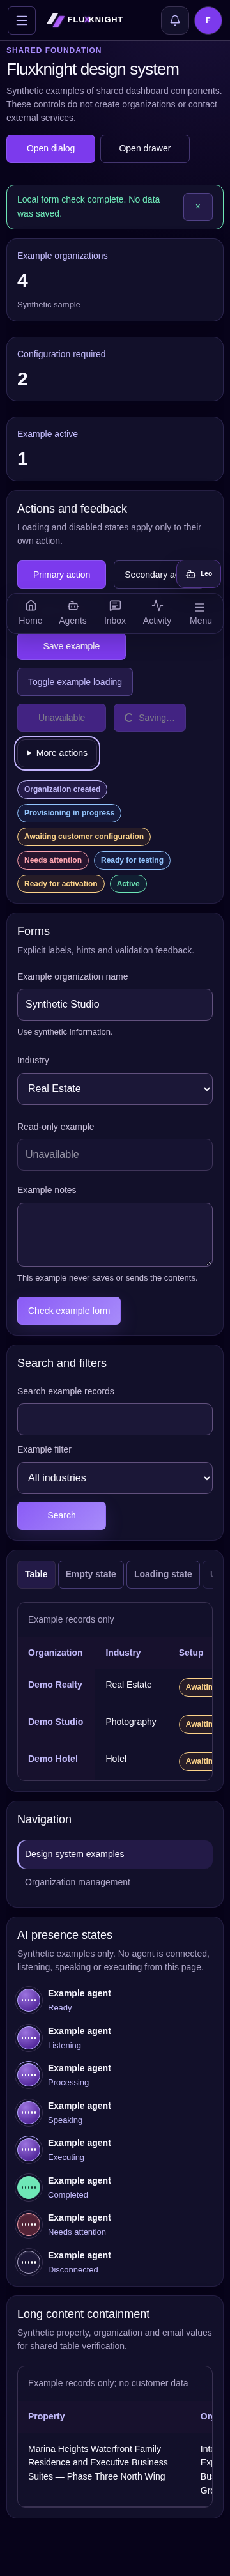 FLUXKNIGHT
F
SHARED FOUNDATION
Fluxknight design system
Synthetic examples of shared dashboard components.
These controls do not create organizations or contact
external services.
Open dialog
Open drawer
Local form check complete. No data
was saved.
×
Example organizations
4
Synthetic sample
Configuration required
2
Example active
1
Actions and feedback
Loading and disabled states apply only to their
own action.
Primary action
Secondary
Leo
Home
Agents
Inbox
Activity
Menu
Save example
Toggle example loading
Unavailable
Saving…
More actions
Organization created
Provisioning in progress
Awaiting customer configuration
Needs attention
Ready for testing
Ready for activation
Active
Forms
Explicit labels, hints and validation feedback.
Example organization name
Synthetic Studio
Use synthetic information.
Industry
Real Estate
Read-only example
Unavailable
Example notes
This example never saves or sends the contents.
Check example form
Search and filters
Search example records
Example filter
All industries
Search
Table
Empty state
Loading state
Example records only
Organization
Industry
Setup
Demo Realty
Real Estate
Demo Studio
Photography
Demo Hotel
Hotel
Navigation
Design system examples
Organization management
AI presence states
Synthetic examples only. No agent is connected,
listening, speaking or executing from this page.
Example agent
Ready
Example agent
Listening
Example agent
Processing
Example agent
Speaking
Example agent
Executing
Example agent
Completed
Example agent
Needs attention
Example agent
Disconnected
Long content containment
Synthetic property, organization and email values
for shared table verification.
Example records only; no customer data
Property
Marina Heights Waterfront Family
Residence and Executive Business
Suites — Phase Three North Wing